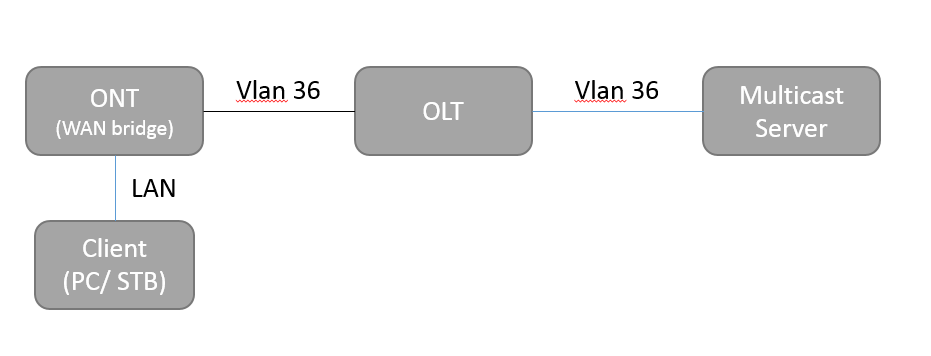 ONT
(WAN bridge)
Vlan 36
OLT
Vlan 36
Multicast
Server
LAN
Client
(PC/ STB)